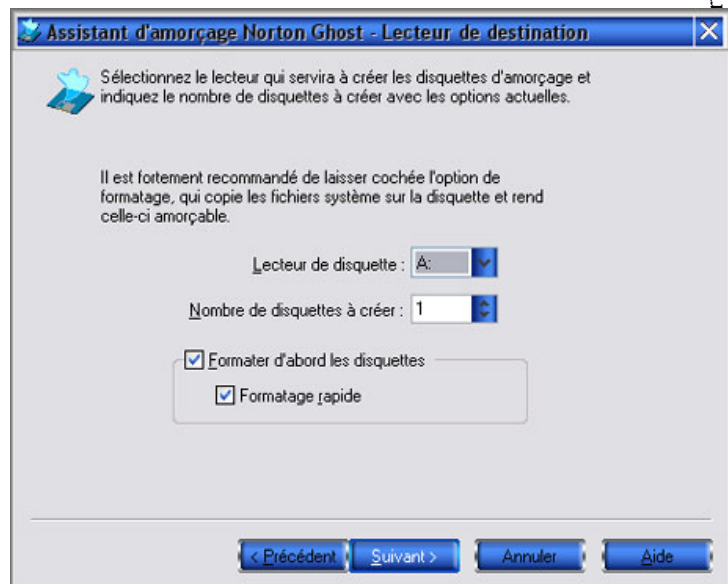 Assistant d'amorçage Norton Ghost - Lecteur de destination
Sélectionnez le lecteur qui servira à créer les disquettes d'amorçage et
indiquez le nombre de disquettes à créer avec les options actuelles.
Il est fortement recommandé de laisser cochée l'option de
formatage, qui copie les fichiers système sur la disquette et rend
celle-ci amorçable.
Lecteur de disquette : A:
Nombre de disquettes à créer : 1
Formater d'abord les disquettes
Formatage rapide
< Précédent Suivant > Annuler Aide